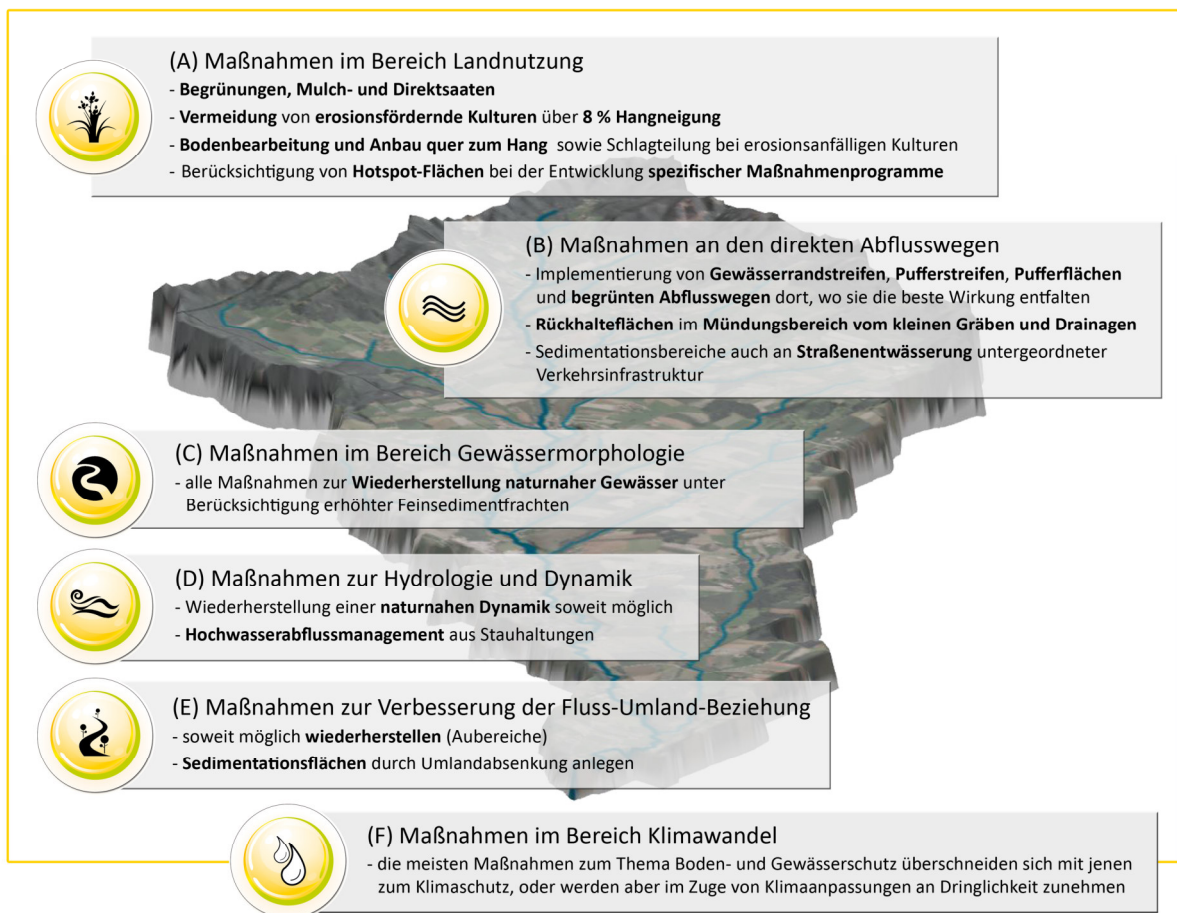 (A) Maßnahmen im Bereich Landnutzung
- Begrünungen, Mulch- und Direktsaaten
- Vermeidung von erosionsfördernde Kulturen über 8 % Hangneigung
- Bodenbearbeitung und Anbau quer zum Hang sowie Schlagteilung bei erosionsanfälligen Kulturen
- Berücksichtigung von Hotspot-Flächen bei der Entwicklung spezifischer Maßnahmenprogramme
(B) Maßnahmen an den direkten Abflusswegen
- Implementierung von Gewässerrandstreifen, Pufferstreifen, Pufferflächen
und begrünten Abflusswegen dort, wo sie die beste Wirkung entfalten
- Rückhalteflächen im Mündungsbereich vom kleinen Gräben und Drainagen
- Sedimentationsbereiche auch an Straßenentwässerung untergeordneter
Verkehrsinfrastruktur
(C) Maßnahmen im Bereich Gewässermorphologie
- alle Maßnahmen zur Wiederherstellung naturnaher Gewässer unter
Berücksichtigung erhöhter Feinsedimentfrachten
(D) Maßnahmen zur Hydrologie und Dynamik
- Wiederherstellung einer naturnahen Dynamik soweit möglich
- Hochwasserabflussmanagement aus Stauhaltungen
(E) Maßnahmen zur Verbesserung der Fluss-Umland-Beziehung
- soweit möglich wiederherstellen (Aubereiche)
- Sedimentationsflächen durch Umlandabsenkung anlegen
(F) Maßnahmen im Bereich Klimawandel
- die meisten Maßnahmen zum Thema Boden- und Gewässerschutz überschneiden sich mit jenen
zum Klimaschutz, oder werden aber im Zuge von Klimaanpassungen an Dringlichkeit zunehmen